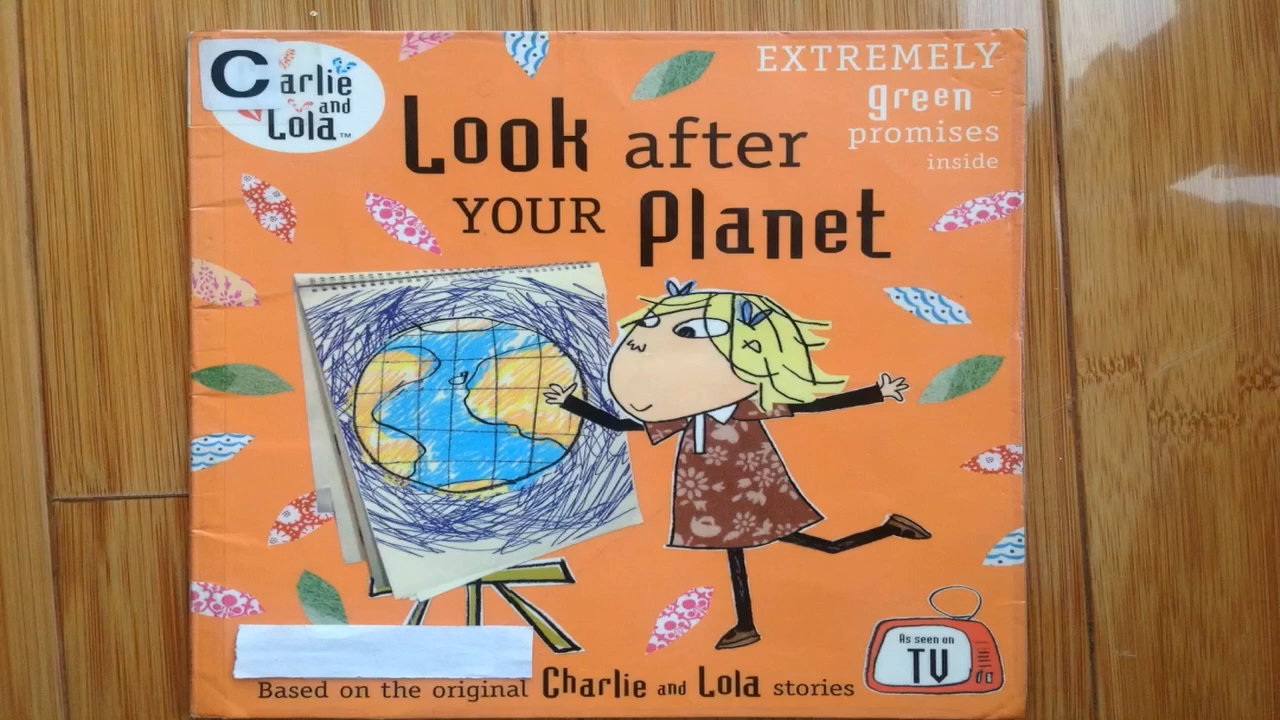 Charlie
and
Lola™
EXTREMELY
green
promises
inside
Look after
YOUR Planet
As seen on
TV
Based on the original Charlie and Lola stories